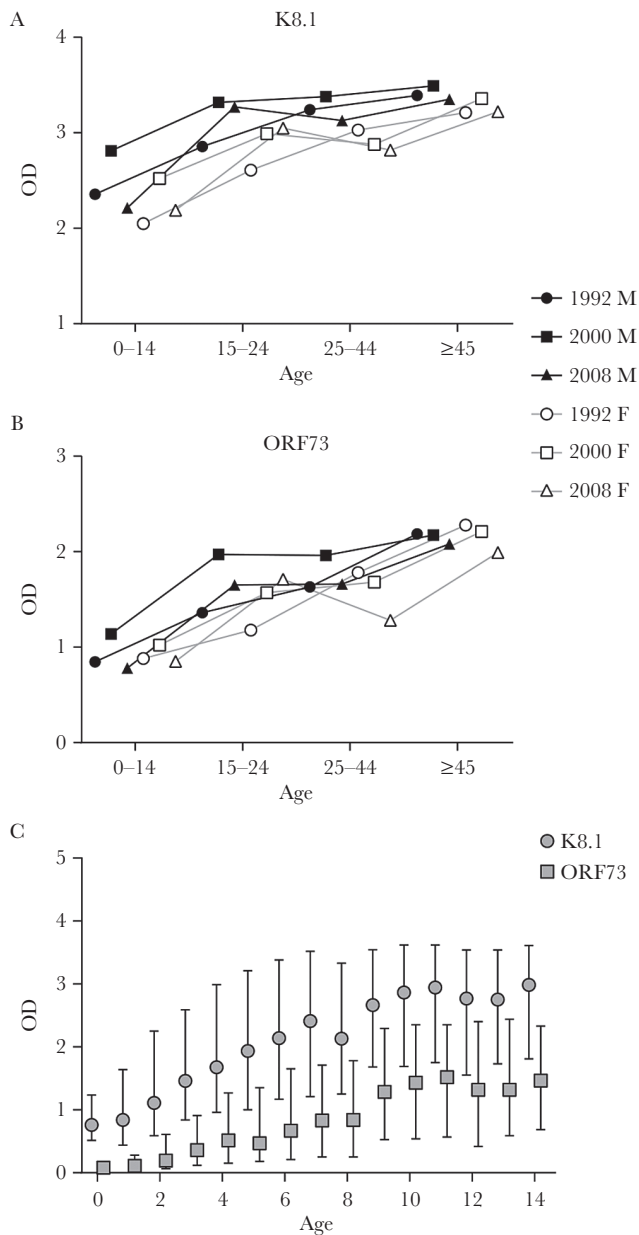 A
K8.1
4
3
2
1
OD
0–14
15–24
25–44
≥45
Age
1992 M
2000 M
2008 M
1992 F
2000 F
2008 F
B
ORF73
3
2
1
0
OD
0–14
15–24
25–44
≥45
Age
C
K8.1
ORF73
5
4
3
2
1
0
OD
0
2
4
6
8
10
12
14
Age